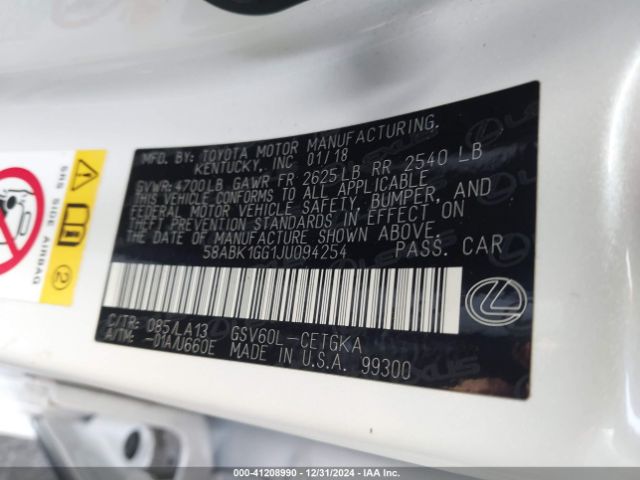 MFD. BY: TOYOTA MOTOR MANUFACTURING,
KENTUCKY, INC. 01/18
GVWR: 4700LB GAWR FR 2625LB RR 2540 LB
THIS VEHICLE CONFORMS TO ALL APPLICABLE
FEDERAL MOTOR VEHICLE SAFETY, BUMPER, AND
THEFT PREVENTION STANDARDS IN EFFECT ON
THE DATE OF MANUFACTURE SHOWN ABOVE.
58ABK1GG1JU094254 PASS. CAR
C/TR: 085/LA13 GSV60L-CETGKA
A/TM: -01A/U660E MADE IN U.S.A. 99300
SRS SIDE AIRBAG
2
000-41208990 • 12/31/2024 • IAA Inc.